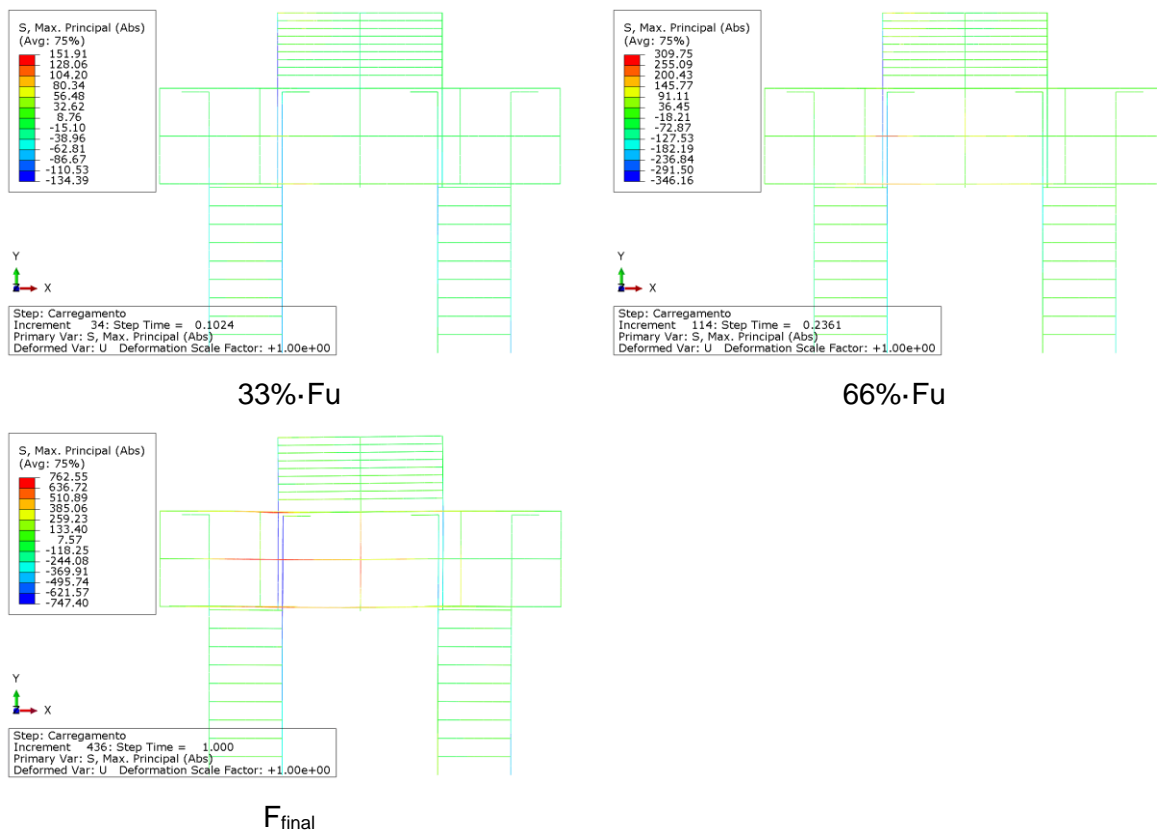 S, Max. Principal (Abs)
(Avg: 75%)
151.91
128.06
104.20
80.34
56.48
32.62
8.76
-15.10
-38.96
-62.81
-86.67
-110.53
-134.39
Y
X
Z
Step: Carregamento
Increment 34: Step Time = 0.1024
Primary Var: S, Max. Principal (Abs)
Deformed Var: U Deformation Scale Factor: +1.00e+00
33%·Fu
S, Max. Principal (Abs)
(Avg: 75%)
309.75
255.09
200.43
145.77
91.11
36.45
-18.21
-72.87
-127.53
-182.19
-236.84
-291.50
-346.16
Y
X
Z
Step: Carregamento
Increment 114: Step Time = 0.2361
Primary Var: S, Max. Principal (Abs)
Deformed Var: U Deformation Scale Factor: +1.00e+00
66%·Fu
S, Max. Principal (Abs)
(Avg: 75%)
762.55
636.72
510.89
385.06
259.23
133.40
7.57
-118.25
-244.08
-369.91
-495.74
-621.57
-747.40
Y
X
Z
Step: Carregamento
Increment 436: Step Time = 1.000
Primary Var: S, Max. Principal (Abs)
Deformed Var: U Deformation Scale Factor: +1.00e+00
Ffinal